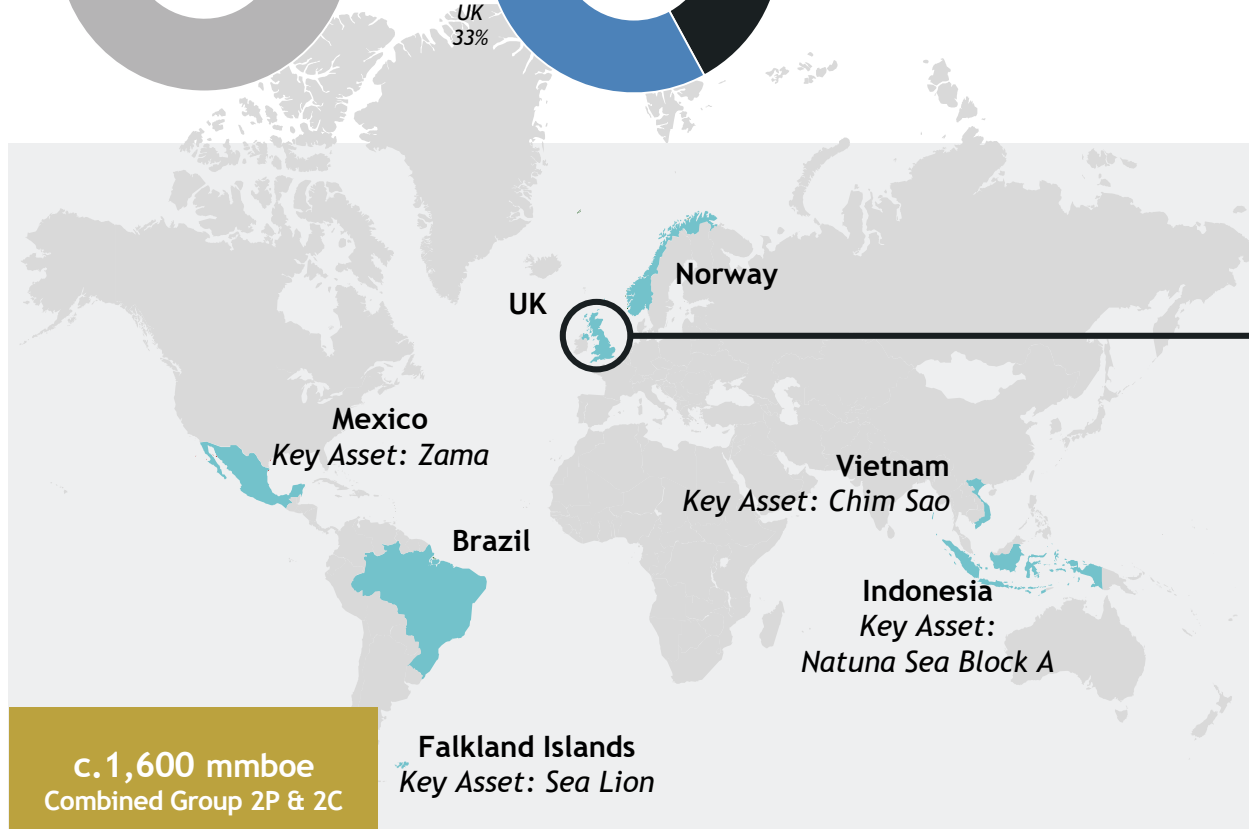 UK
33%
Norway
UK
Mexico
Key Asset: Zama
Vietnam
Key Asset: Chim Sao
Brazil
Indonesia
Key Asset:
Natuna Sea Block A
Falkland Islands
Key Asset: Sea Lion
c.1,600 mmboe
Combined Group 2P & 2C